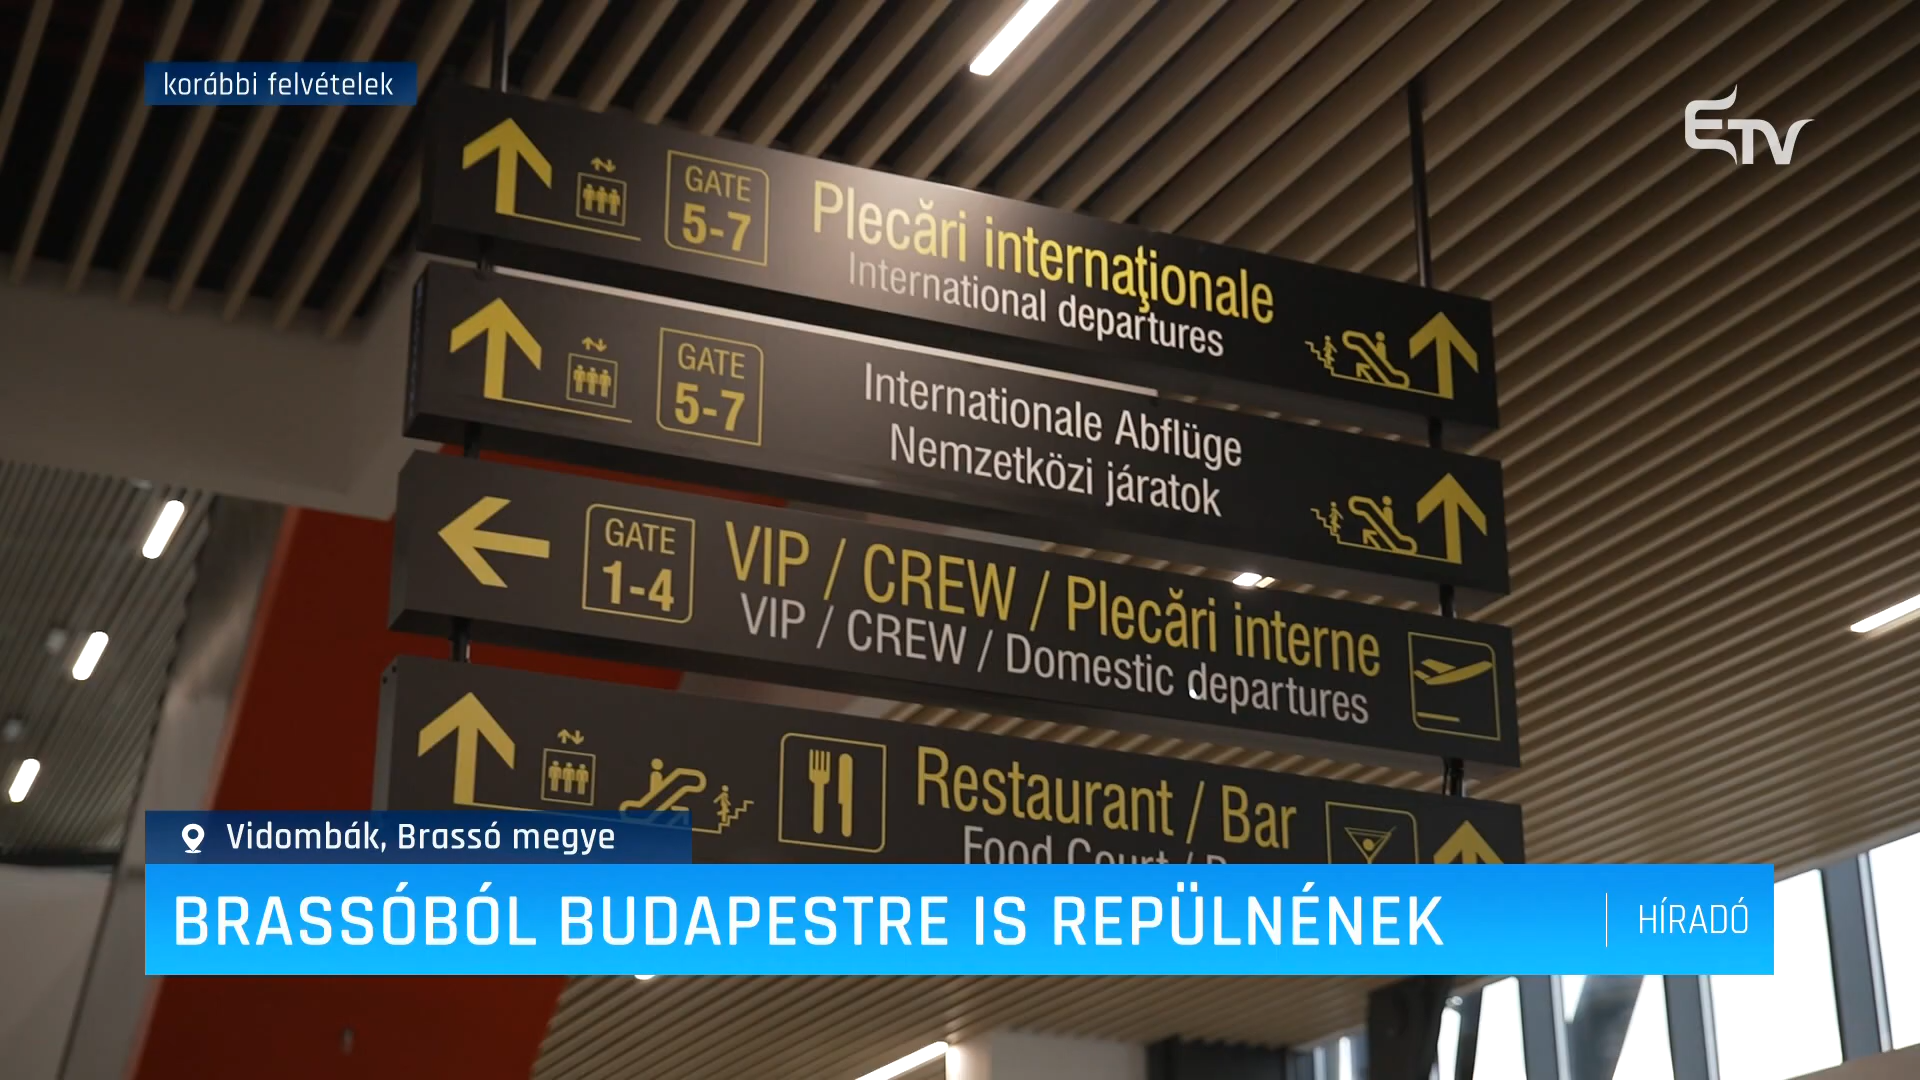 korábbi felvételek
ETV
GATE
5-7
Plecări internaţionale
International departures
GATE
5-7
Internationale Abflüge
Nemzetközi járatok
GATE
1-4
VIP / CREW / Plecări interne
VIP / CREW / Domestic departures
Restaurant / Bar
Food Court /
Vidombák, Brassó megye
BRASSÓBÓL BUDAPESTRE IS REPÜLNÉNEK
HÍRADÓ